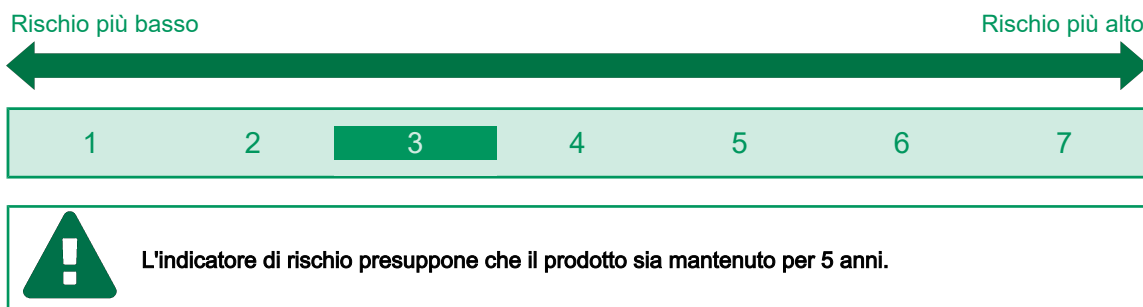 Rischio più basso Rischio più alto
1 2 3 4 5 6 7
L'indicatore di rischio presuppone che il prodotto sia mantenuto per 5 anni.